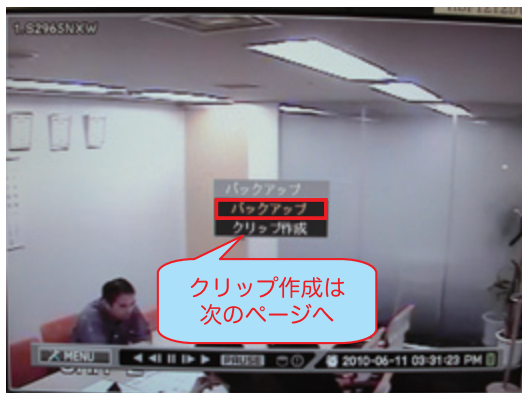 1.S2965NXW
バックアップ
バックアップ
クリップ作成
クリップ作成は
次のページへ
MENU
PAUSE
2010-06-11 03:31:23 PM